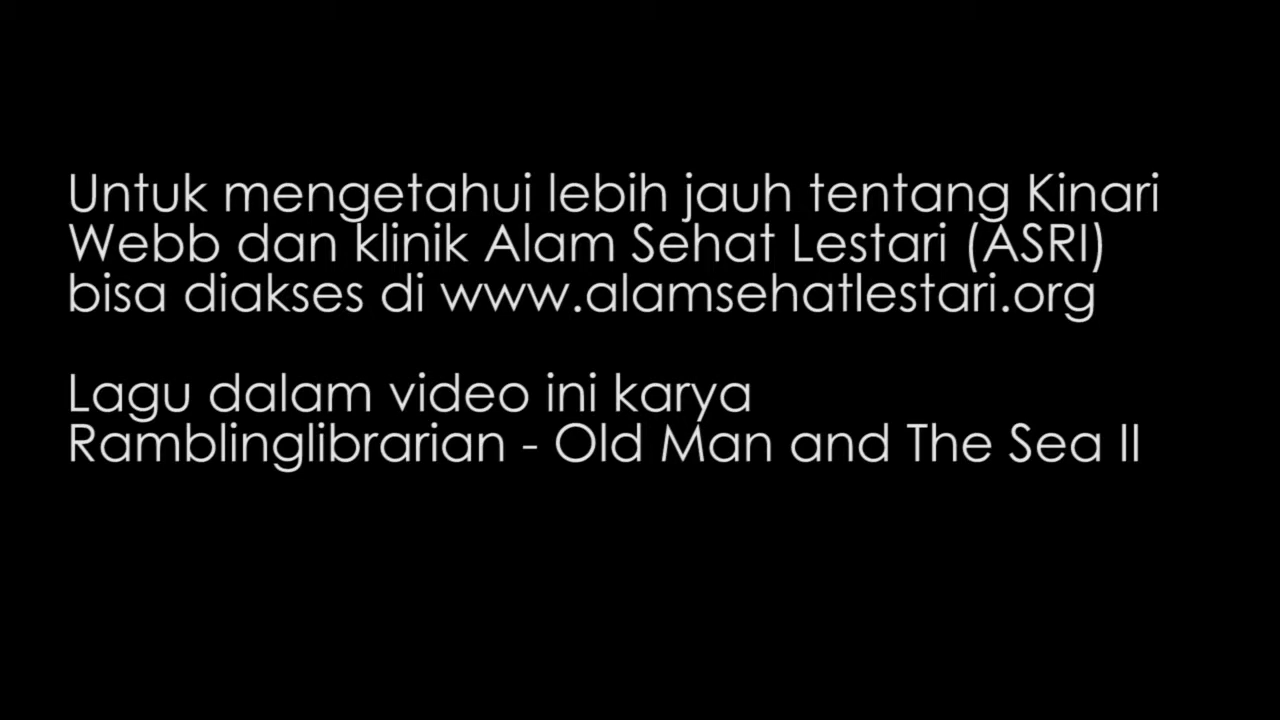 Untuk mengetahui lebih jauh tentang Kinari
Webb dan klinik Alam Sehat Lestari (ASRI)
bisa diakses di www.alamsehatlestari.org
Lagu dalam video ini karya
Ramblinglibrarian - Old Man and The Sea II